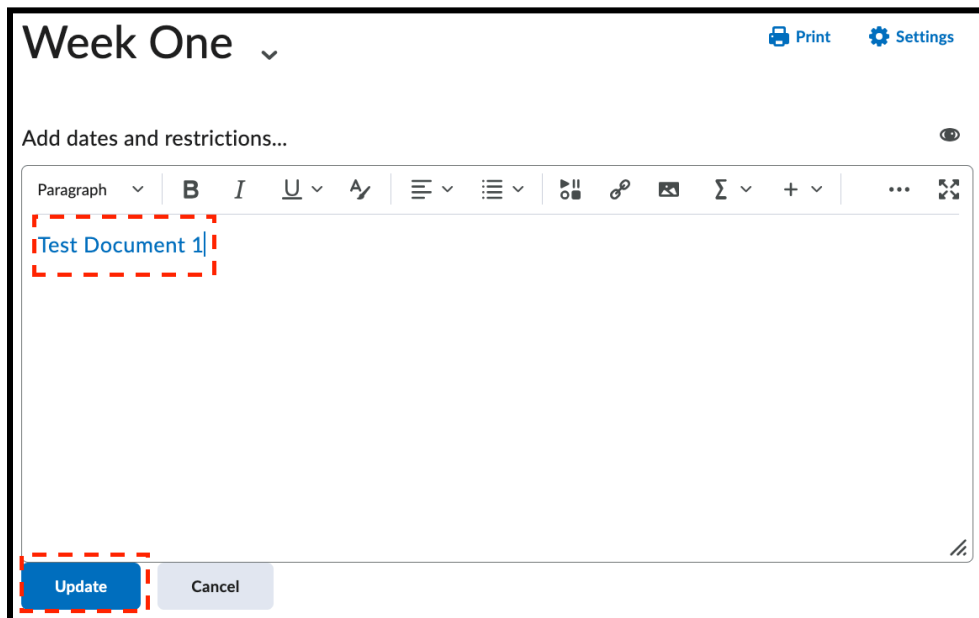 Week One
Print Settings
Add dates and restrictions...
Paragraph B I U A Σ + ...
Test Document 1
Update Cancel